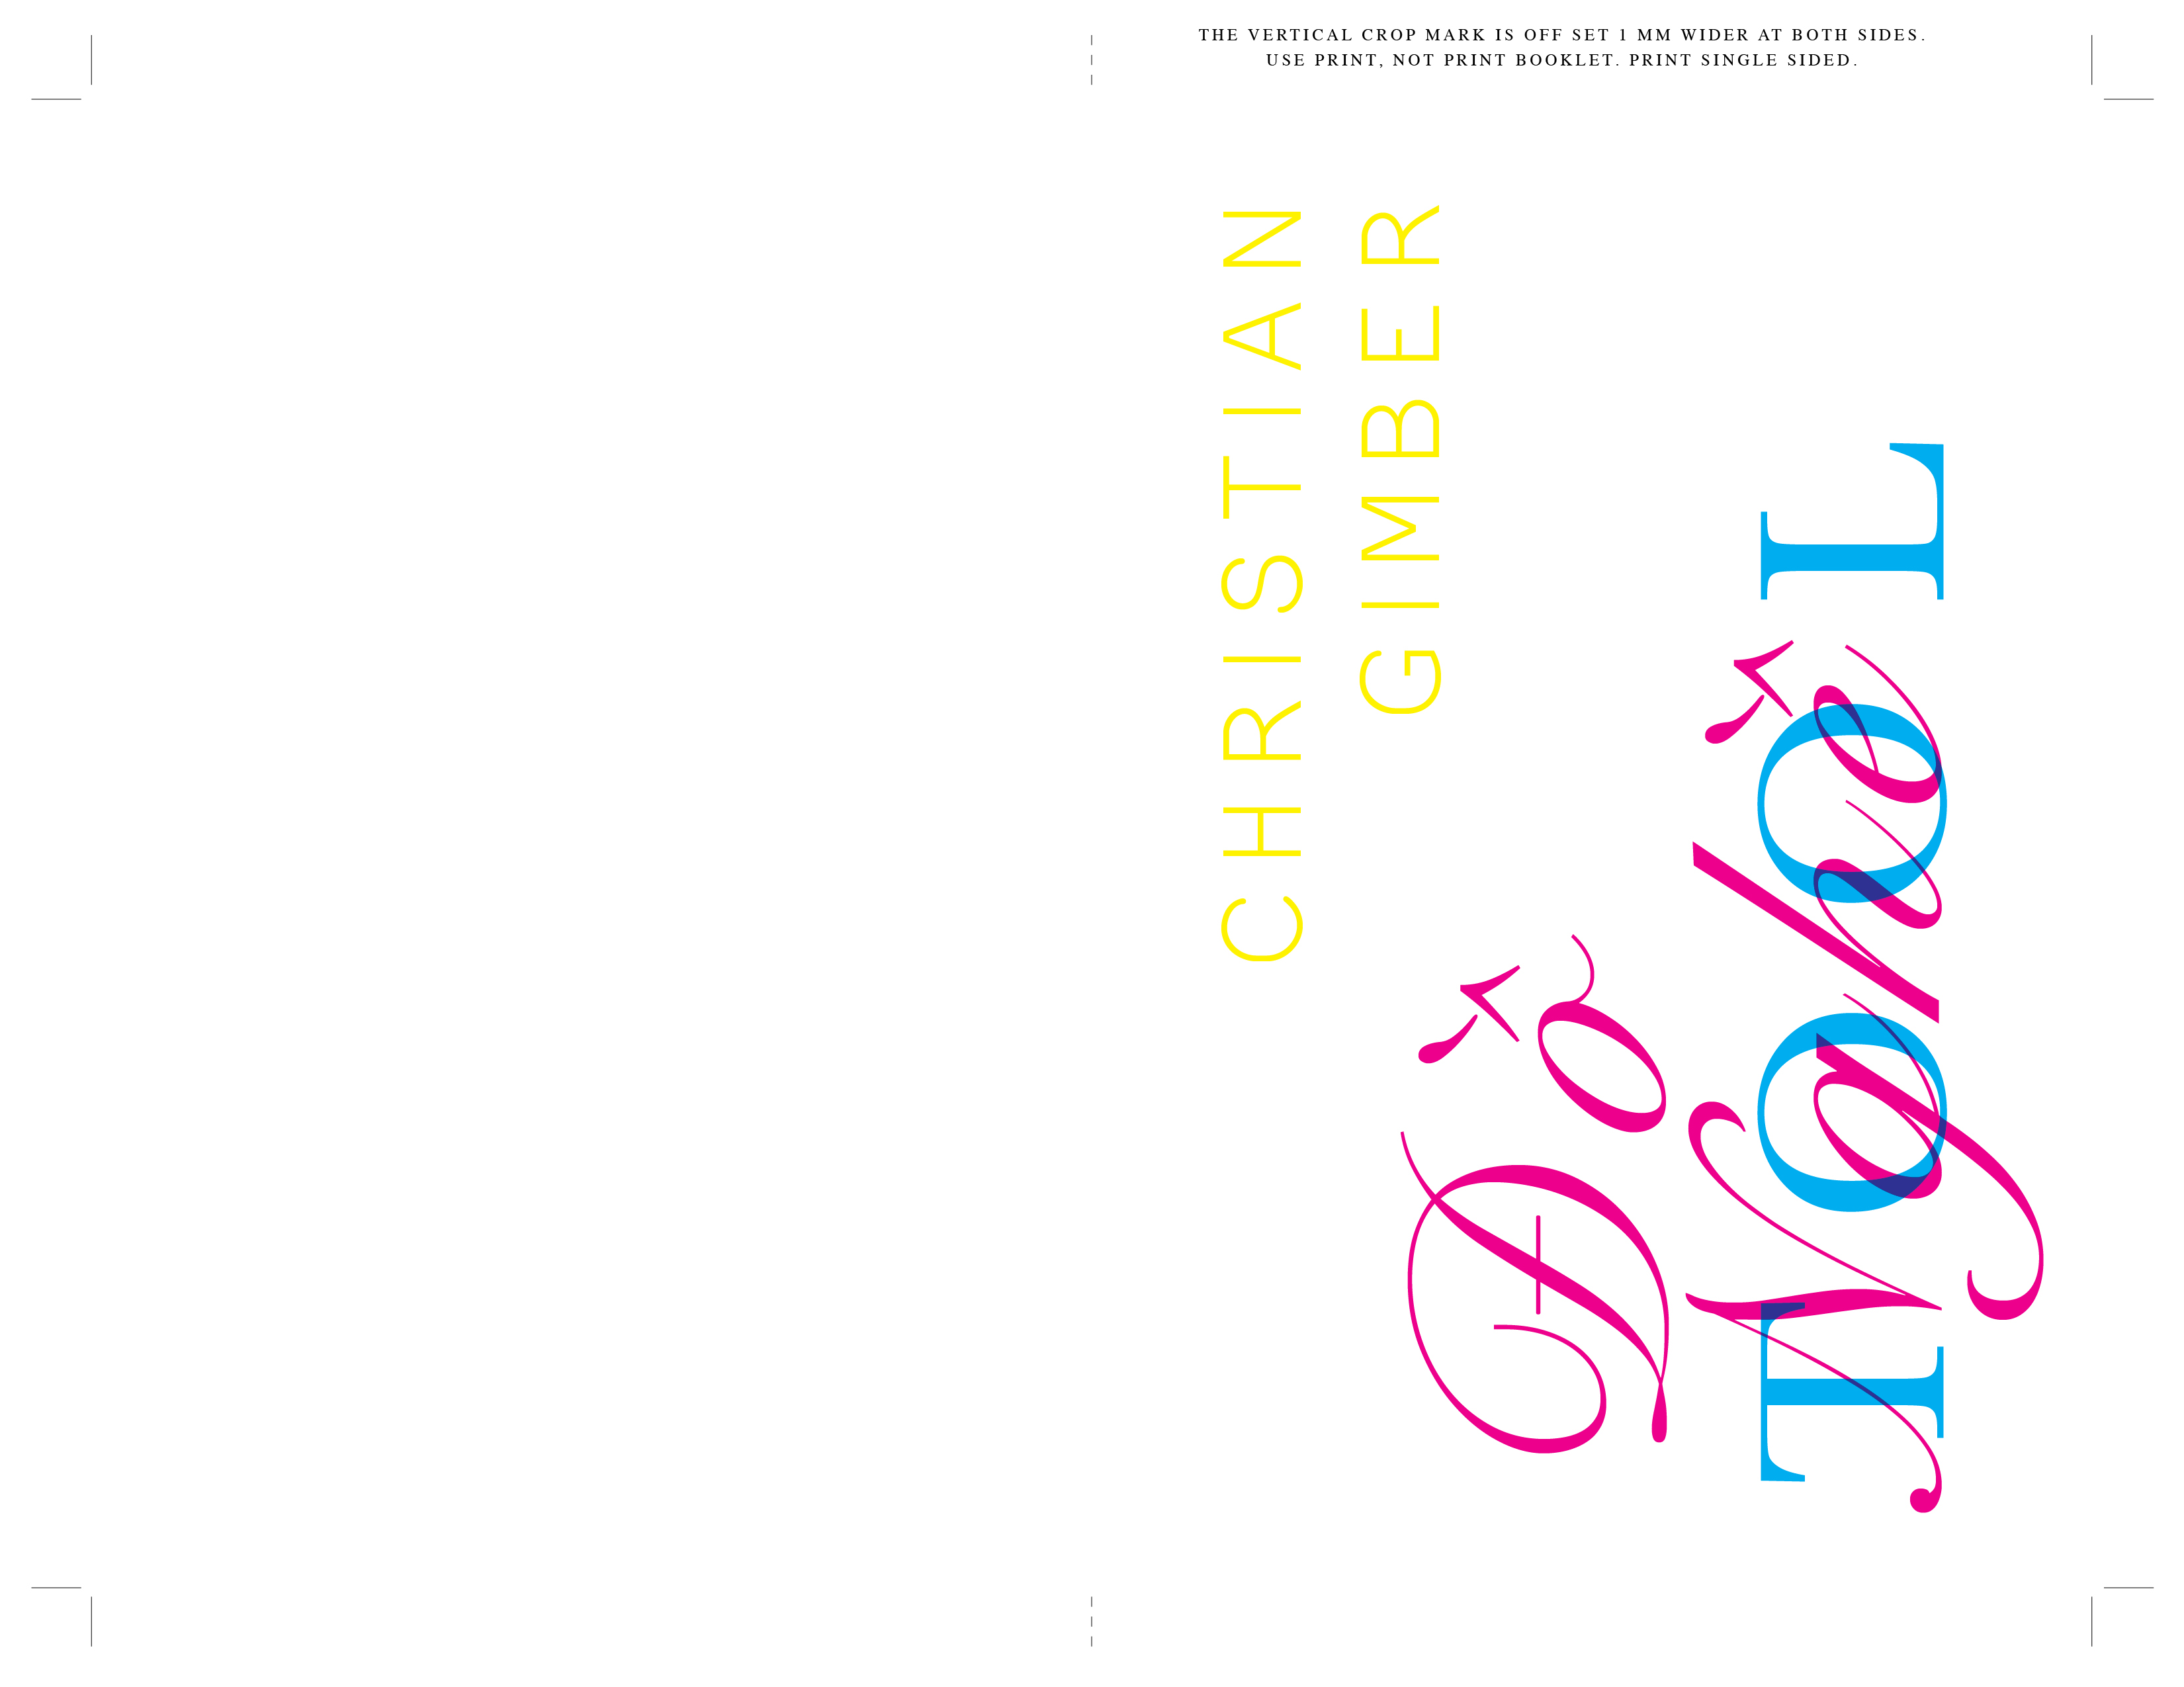 THE VERTICAL CROP MARK IS OFF SET 1 MM WIDER AT BOTH SIDES.
USE PRINT, NOT PRINT BOOKLET. PRINT SINGLE SIDED.
CHRISTIAN
GIMBER
Đồ
Nghề
TOOL